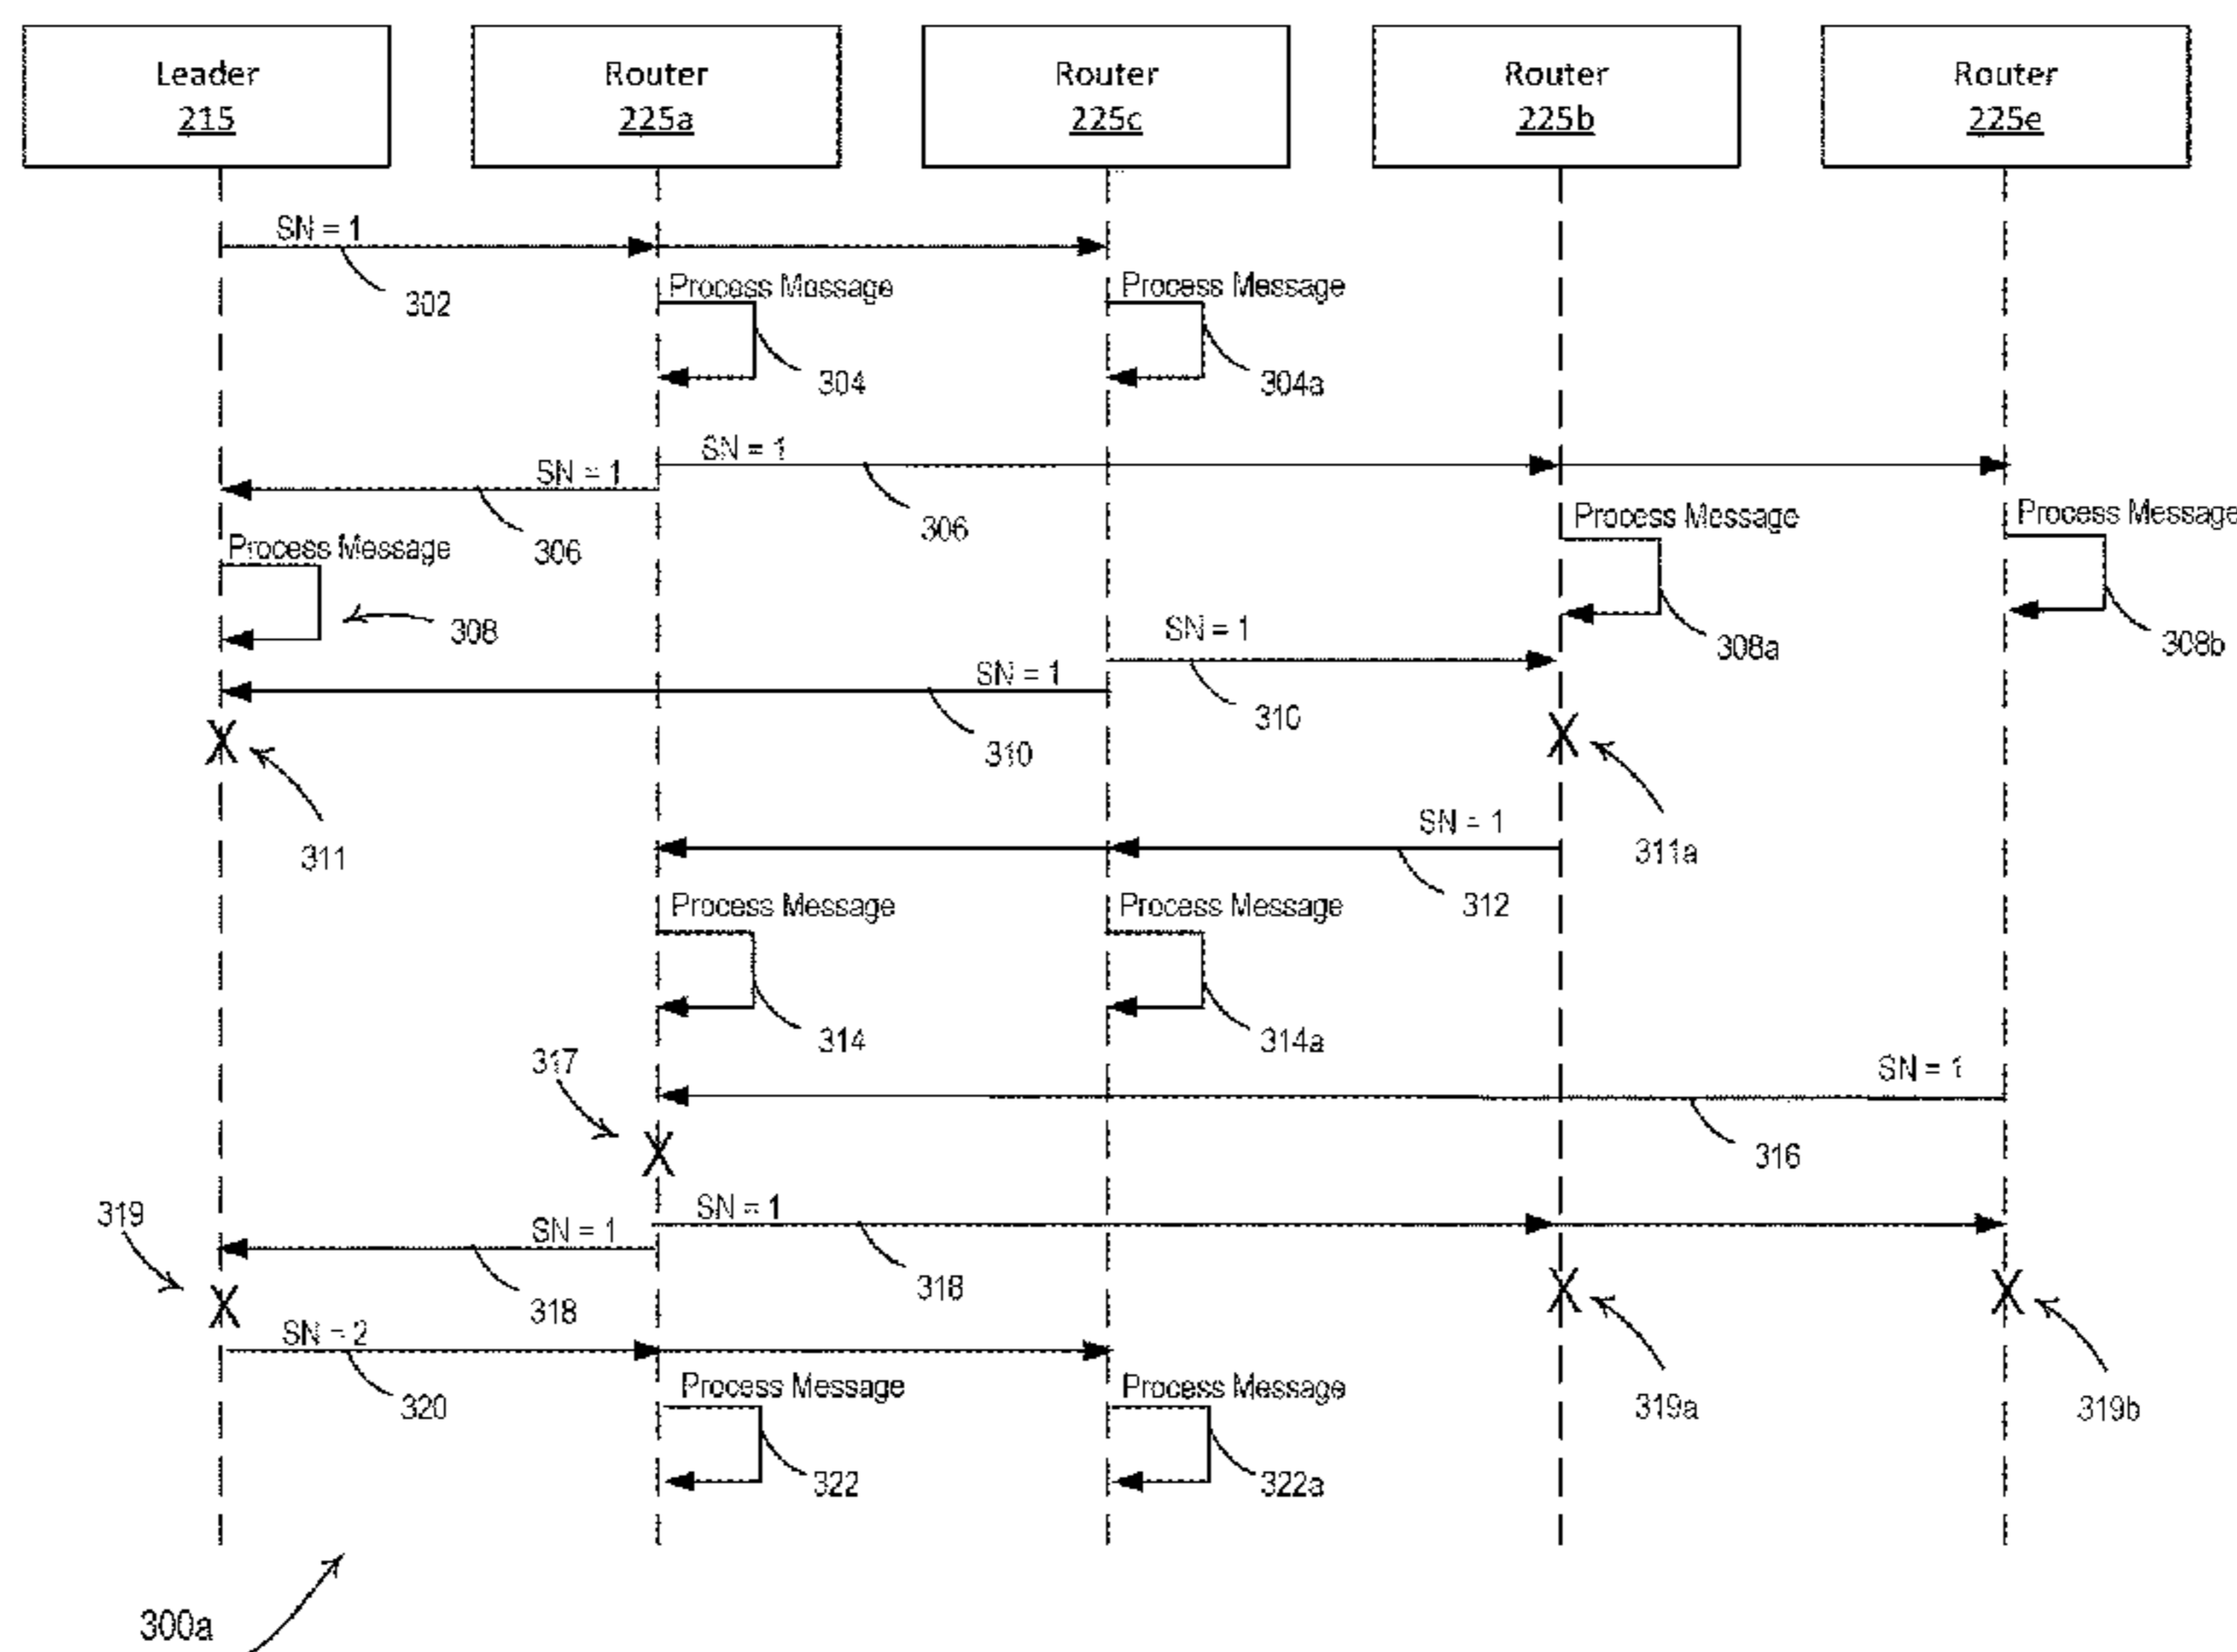 Leader
215
Router
225a
Router
225c
Router
225b
Router
225e
SN = 1
302
Process Message
304
Process Message
304a
SN = 1
306
SN = 1
306
Process Message
308
Process Message
308a
Process Message
308b
SN = 1
310
SN = 1
310
311
311a
SN = 1
312
Process Message
314
Process Message
314a
317
SN = 1
316
319
SN = 1
318
SN = 1
318
319a
319b
SN = 2
320
Process Message
322
Process Message
322a
300a